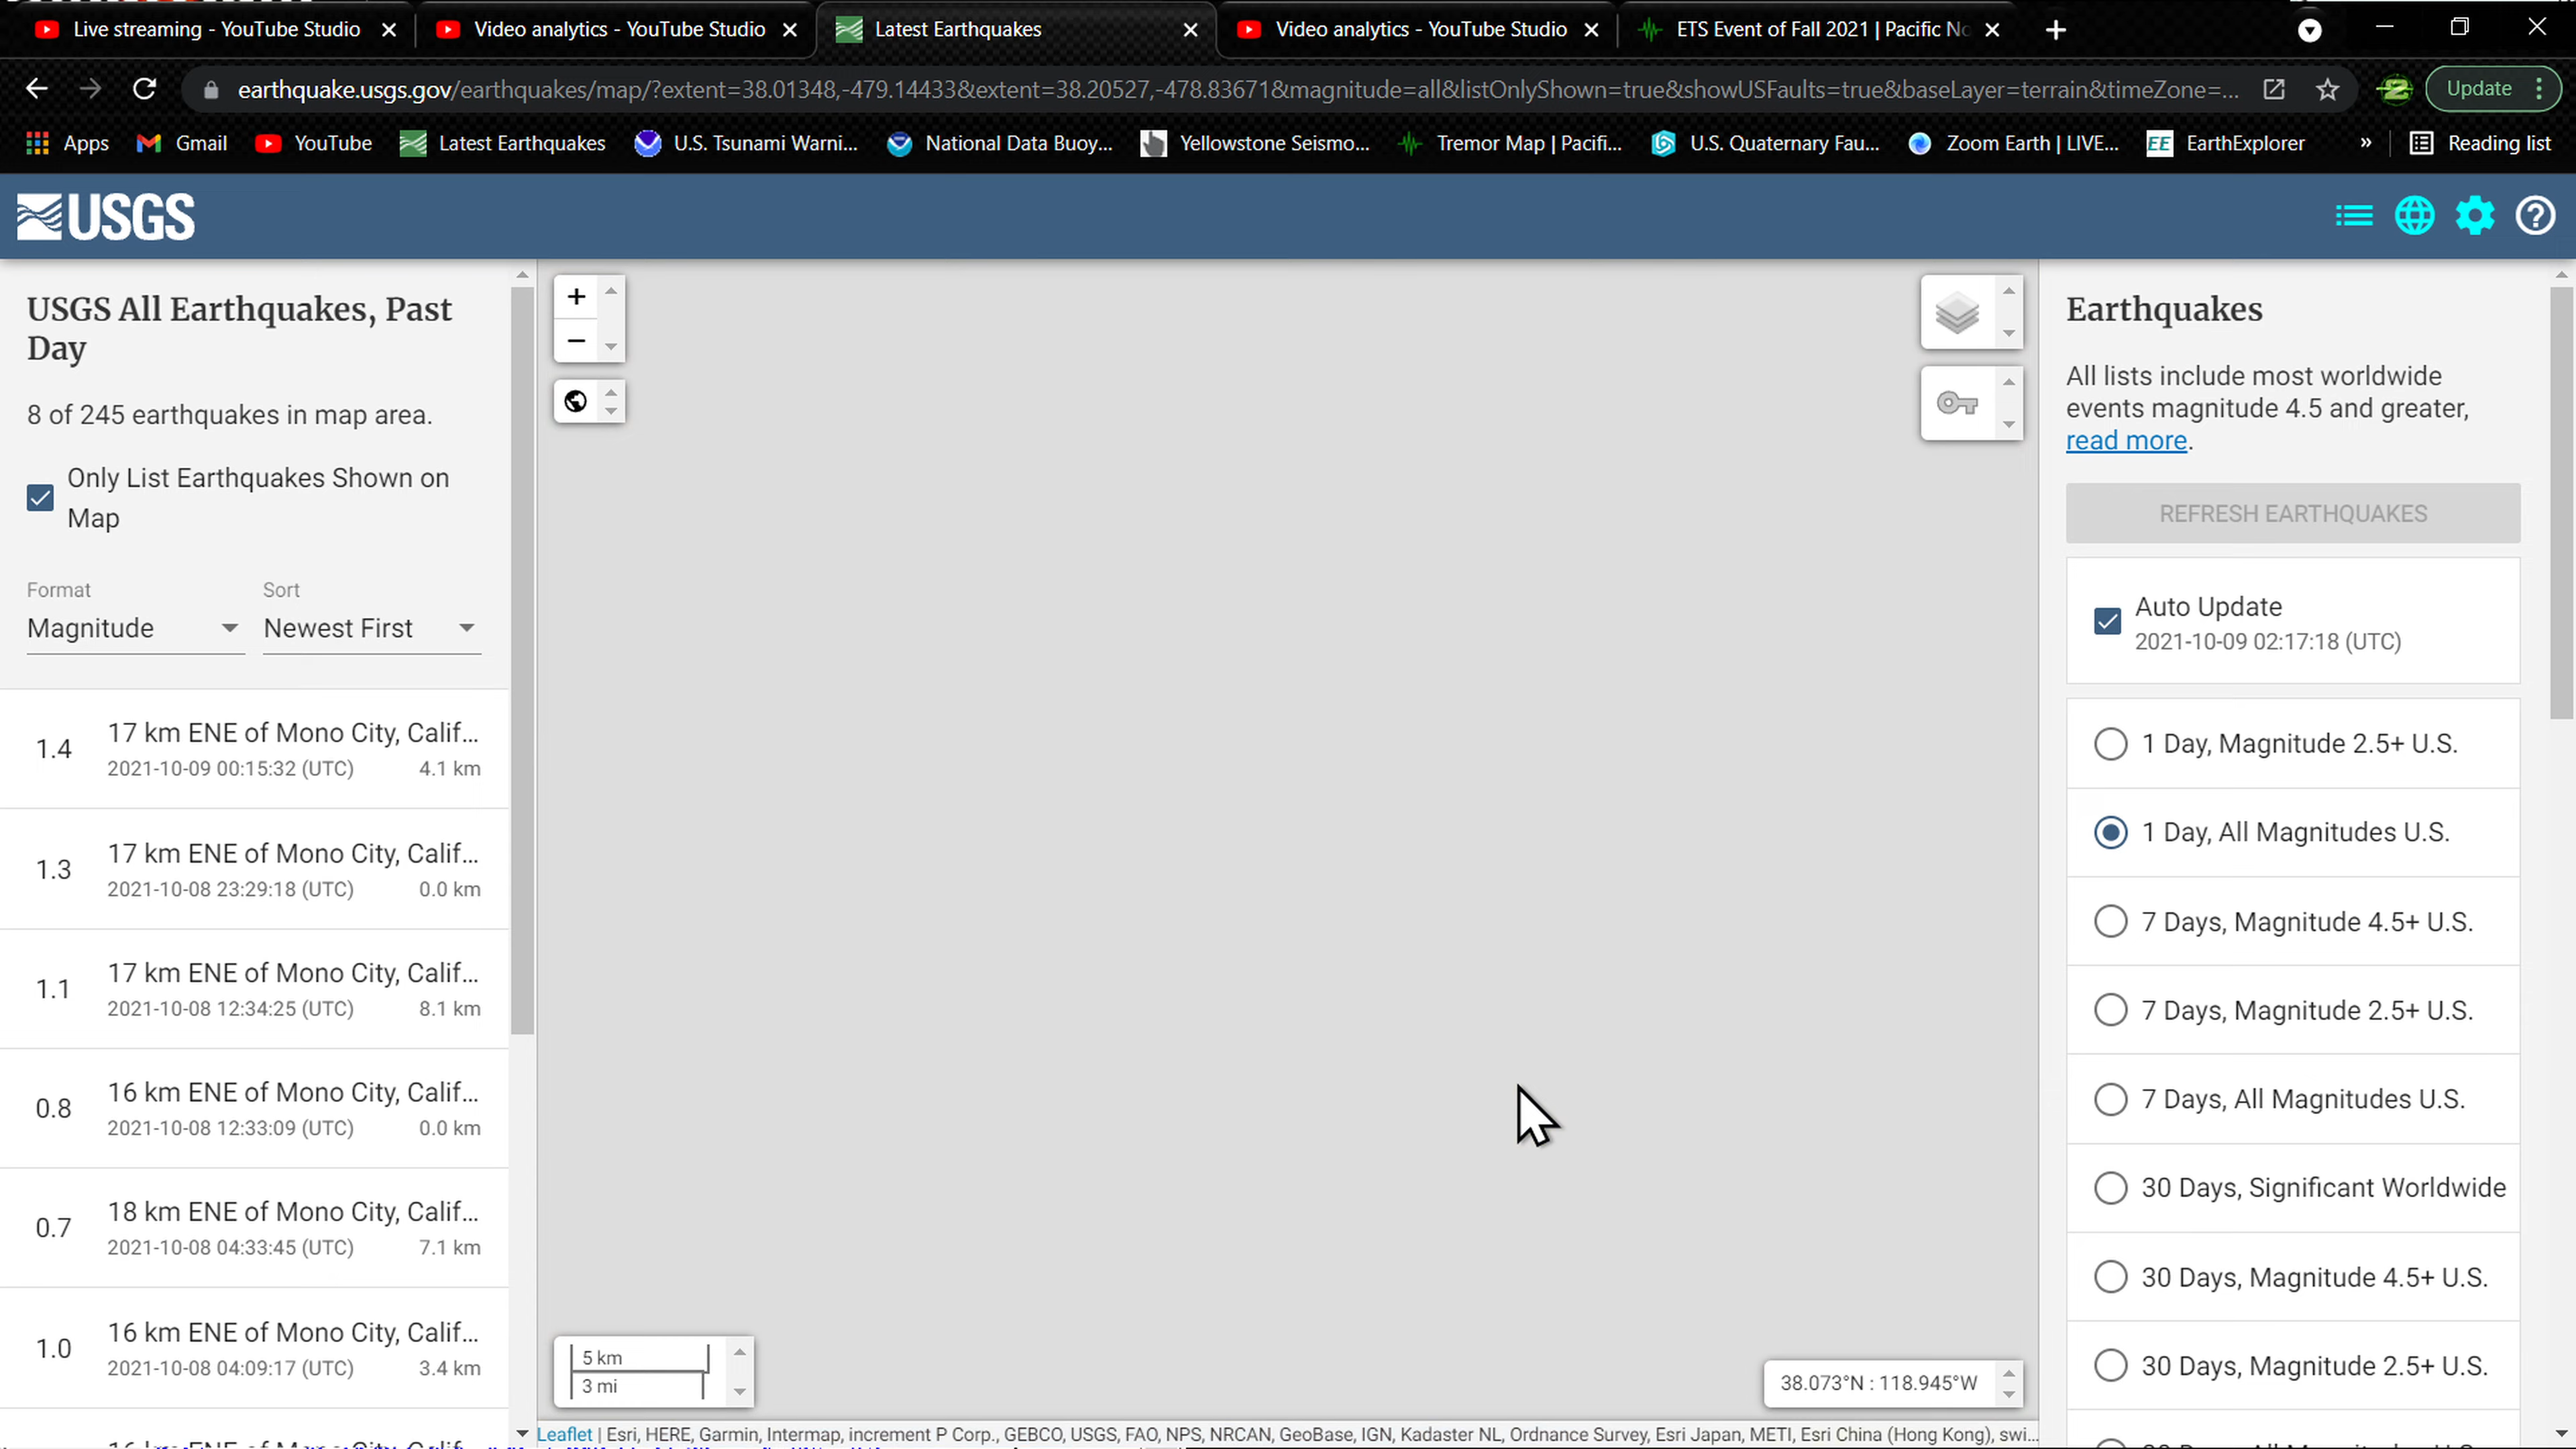 Live streaming - YouTube Studio
Video analytics - YouTube Studio
Latest Earthquakes
Video analytics - YouTube Studio
ETS Event of Fall 2021 | Pacific No
earthquake.usgs.gov/earthquakes/map/?extent=38.01348,-479.14433&extent=38.20527,-478.83671&magnitude=all&listOnlyShown=true&showUSFaults=true&baseLayer=terrain&timeZone=...
Update
Apps
Gmail
YouTube
Latest Earthquakes
U.S. Tsunami Warni...
National Data Buoy...
Yellowstone Seismo...
Tremor Map | Pacifi...
U.S. Quaternary Fau...
Zoom Earth | LIVE...
EE EarthExplorer
»
Reading list
USGS
USGS All Earthquakes, Past
Day
8 of 245 earthquakes in map area.
Only List Earthquakes Shown on
Map
Format
Magnitude
Sort
Newest First
1.4
17 km ENE of Mono City, Calif...
2021-10-09 00:15:32 (UTC) 4.1 km
1.3
17 km ENE of Mono City, Calif...
2021-10-08 23:29:18 (UTC) 0.0 km
1.1
17 km ENE of Mono City, Calif...
2021-10-08 12:34:25 (UTC) 8.1 km
0.8
16 km ENE of Mono City, Calif...
2021-10-08 12:33:09 (UTC) 0.0 km
0.7
18 km ENE of Mono City, Calif...
2021-10-08 04:33:45 (UTC) 7.1 km
1.0
16 km ENE of Mono City, Calif...
2021-10-08 04:09:17 (UTC) 3.4 km
+
−
5 km
3 mi
38.073°N : 118.945°W
Leaflet | Esri, HERE, Garmin, Intermap, increment P Corp., GEBCO, USGS, FAO, NPS, NRCAN, GeoBase, IGN, Kadaster NL, Ordnance Survey, Esri Japan, METI, Esri China (Hong Kong), swi...
Earthquakes
All lists include most worldwide
events magnitude 4.5 and greater,
read more.
REFRESH EARTHQUAKES
Auto Update
2021-10-09 02:17:18 (UTC)
1 Day, Magnitude 2.5+ U.S.
1 Day, All Magnitudes U.S.
7 Days, Magnitude 4.5+ U.S.
7 Days, Magnitude 2.5+ U.S.
7 Days, All Magnitudes U.S.
30 Days, Significant Worldwide
30 Days, Magnitude 4.5+ U.S.
30 Days, Magnitude 2.5+ U.S.